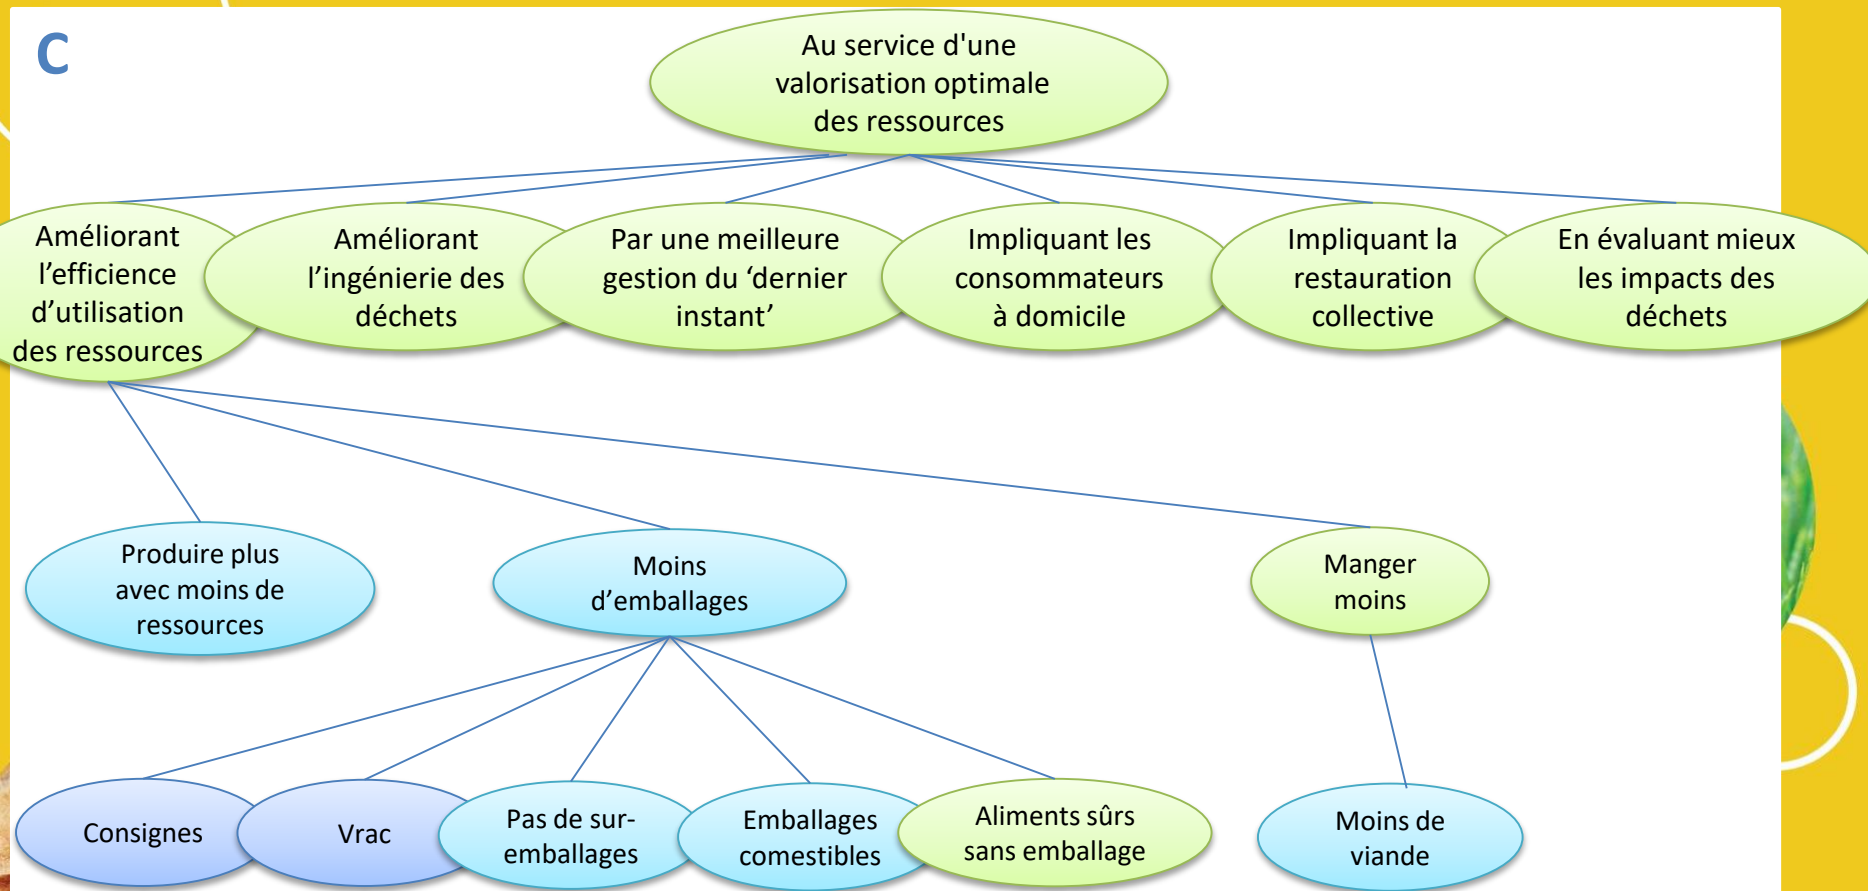 C
Au service d'une
valorisation optimale
des ressources
Améliorant
l’efficience
d’utilisation
des ressources
Améliorant
l’ingénierie des
déchets
Par une meilleure
gestion du ‘dernier
instant’
Impliquant les
consommateurs
à domicile
Impliquant la
restauration
collective
En évaluant mieux
les impacts des
déchets
Produire plus
avec moins de
ressources
Moins
d’emballages
Manger
moins
Consignes
Vrac
Pas de sur-
emballages
Emballages
comestibles
Aliments sûrs
sans emballage
Moins de
viande